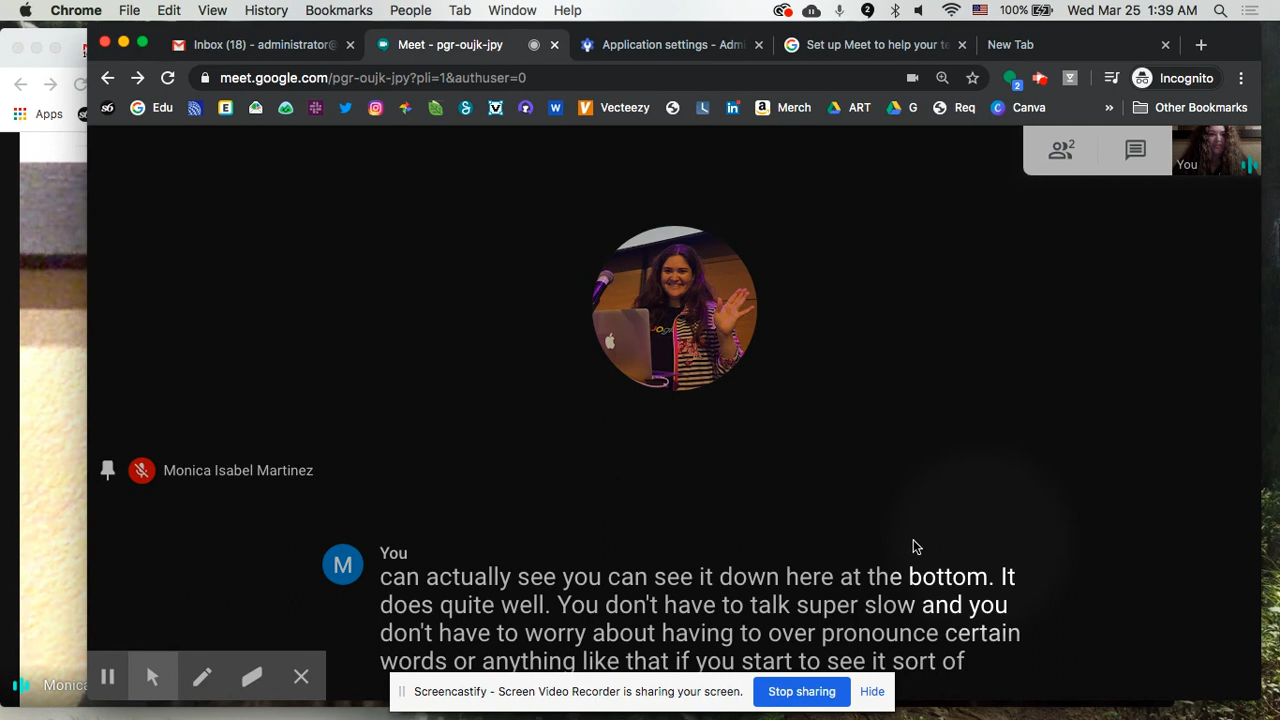 Chrome File Edit View History Bookmarks People Tab Window Help 2 100% Wed Mar 25 1:39 AM
Inbox (18) - administrator@ Meet - pgr-oujk-jpy Application settings - Admi Set up Meet to help your te New Tab
meet.google.com/pgr-oujk-jpy?pli=1&authuser=0 2 Incognito
Apps
Edu Vecteezy Merch ART G Req Canva » Other Bookmarks
2
You
Monica Isabel Martinez
M You
can actually see you can see it down here at the bottom. It
does quite well. You don't have to talk super slow and you
don't have to worry about having to over pronounce certain
words or anything like that if you start to see it sort of
Monica
Screencastify - Screen Video Recorder is sharing your screen. Stop sharing Hide